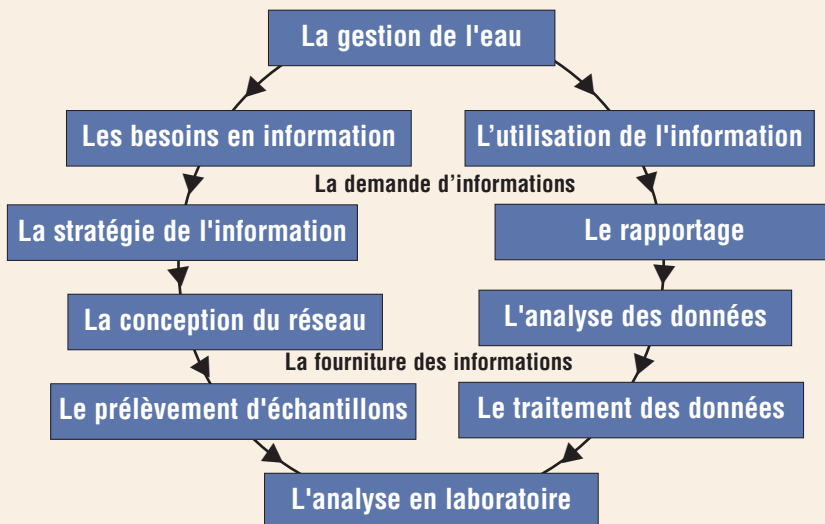 La gestion de l'eau
Les besoins en information
L’utilisation de l'information
La demande d’informations
La stratégie de l'information
Le rapportage
La conception du réseau
L'analyse des données
La fourniture des informations
Le prélèvement d'échantillons
Le traitement des données
L'analyse en laboratoire